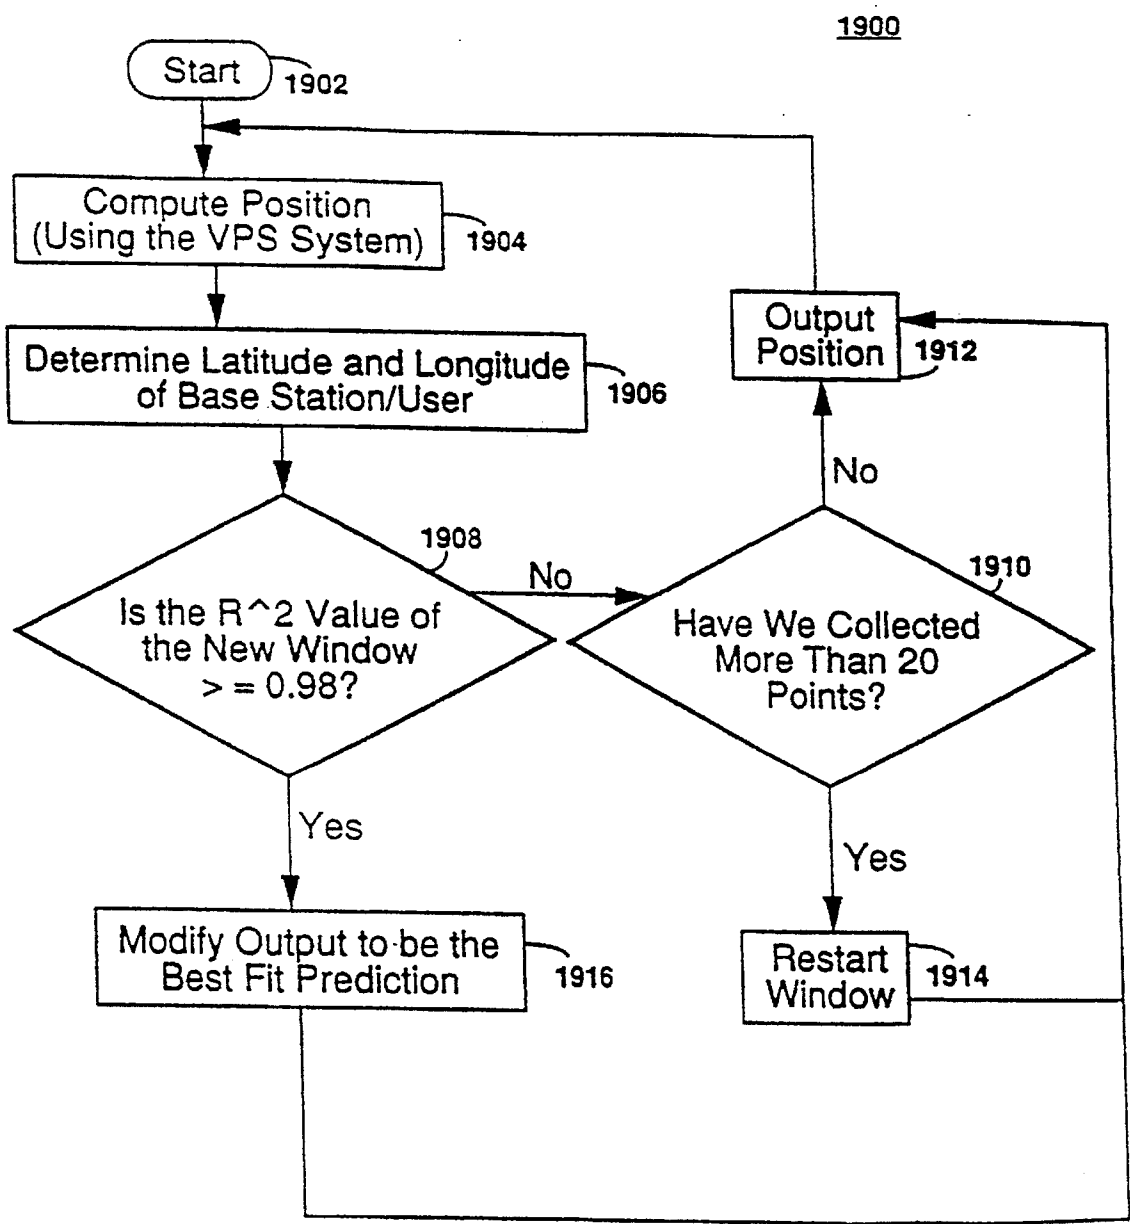 1900
Start
1902
Compute Position
(Using the VPS System)
1904
Determine Latitude and Longitude
of Base Station/User
1906
Output
Position
1912
No
1908
Is the R^2 Value of
the New Window
> = 0.98?
No
1910
Have We Collected
More Than 20
Points?
Yes
Yes
Modify Output to be the
Best Fit Prediction
1916
Restart
Window
1914